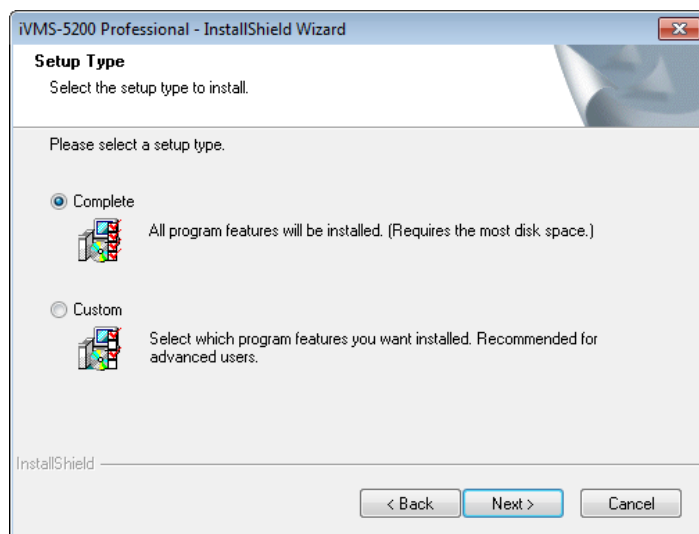 iVMS-5200 Professional - InstallShield Wizard
Setup Type
Select the setup type to install.
Please select a setup type.
Complete
All program features will be installed. (Requires the most disk space.)
Custom
Select which program features you want installed. Recommended for
advanced users.
InstallShield
< Back Next > Cancel